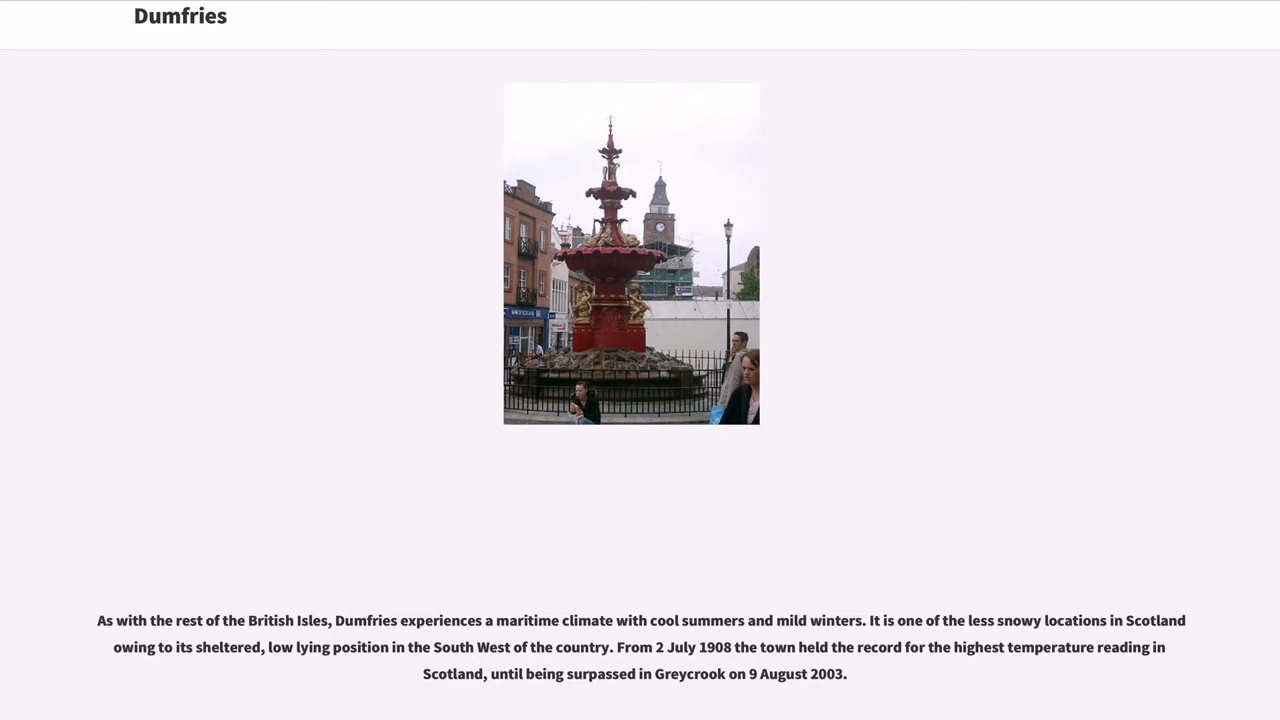 Dumfries
As with the rest of the British Isles, Dumfries experiences a maritime climate with cool summers and mild winters. It is one of the less snowy locations in Scotland
owing to its sheltered, low lying position in the South West of the country. From 2 July 1908 the town held the record for the highest temperature reading in
Scotland, until being surpassed in Greycrook on 9 August 2003.